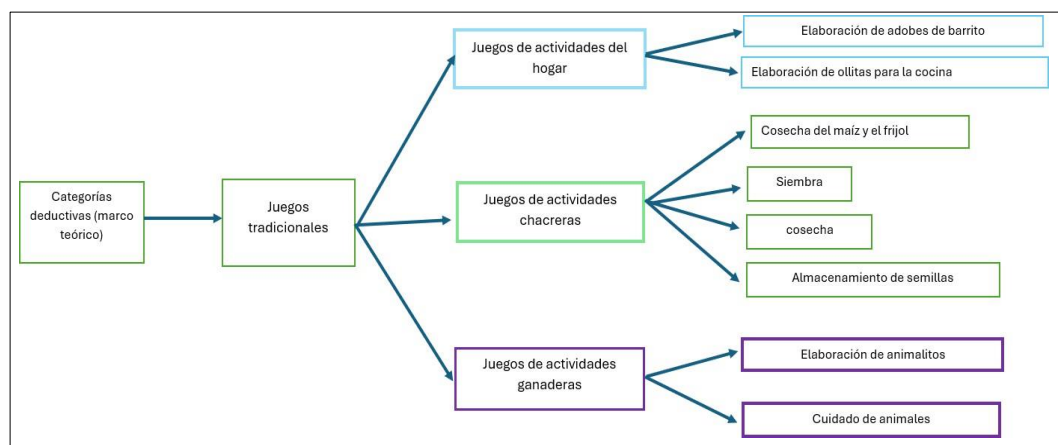 Categorías
deductivas (marco
teórico)
Juegos
tradicionales
Juegos de actividades del
hogar
Elaboración de adobes de barrito
Elaboración de ollitas para la cocina
Juegos de actividades
chacreras
Cosecha del maíz y el frijol
Siembra
cosecha
Almacenamiento de semillas
Juegos de actividades
ganaderas
Elaboración de animalitos
Cuidado de animales